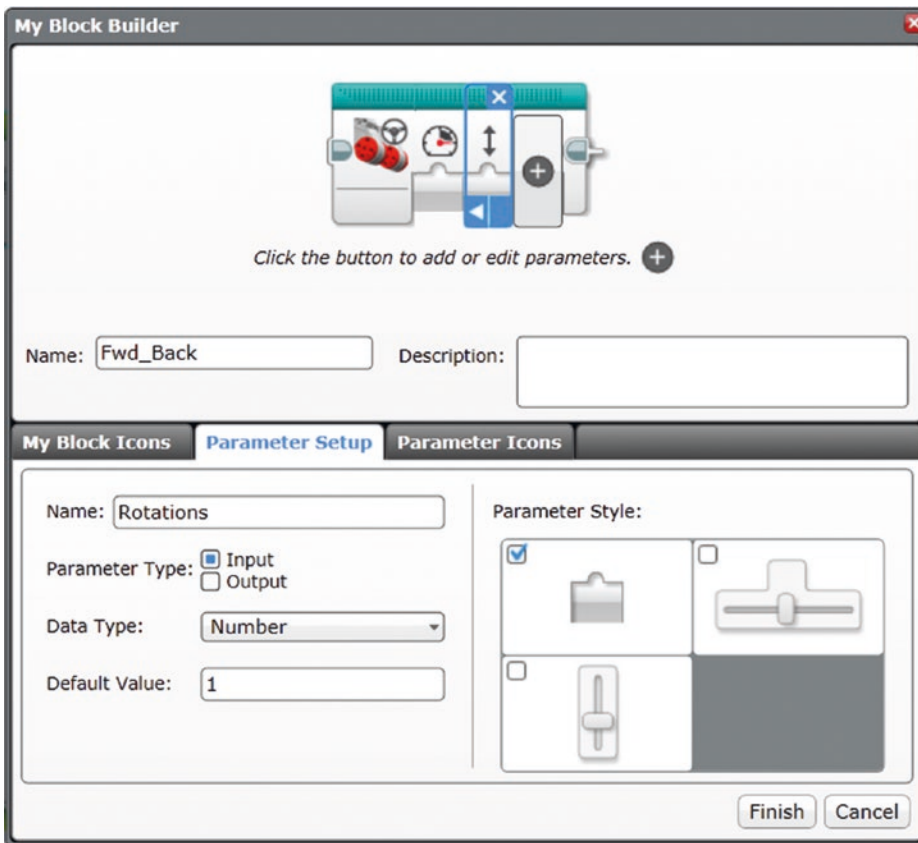 My Block Builder
Click the button to add or edit parameters.
Name: Fwd_Back
Description:
My Block Icons
Parameter Setup
Parameter Icons
Name: Rotations
Parameter Type: Input
Output
Data Type: Number
Default Value: 1
Parameter Style:
Finish
Cancel